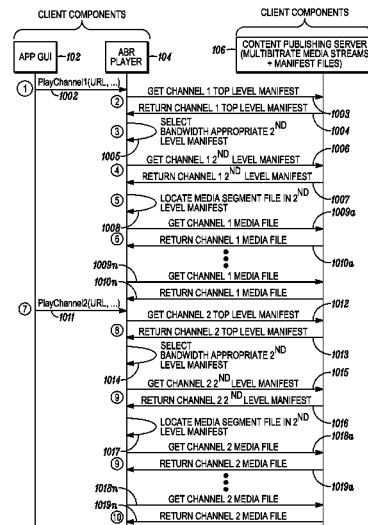 CLIENT COMPONENTS
CLIENT COMPONENTS
APP GUI
102
ABR
PLAYER
104
106
CONTENT PUBLISHING SERVER
(MULTIBITRATE MEDIA STREAMS
+ MANIFEST FILES)
1
PlayChannel1(URL, ...)
1002
GET CHANNEL 1 TOP LEVEL MANIFEST
2
1003
RETURN CHANNEL 1 TOP LEVEL MANIFEST
1004
3
SELECT
BANDWIDTH APPROPRIATE 2ND
LEVEL MANIFEST
1005
1006
GET CHANNEL 1 2ND LEVEL MANIFEST
4
RETURN CHANNEL 1 2ND LEVEL MANIFEST
1007
5
LOCATE MEDIA SEGMENT FILE IN 2ND
LEVEL MANIFEST
1008
1009a
GET CHANNEL 1 MEDIA FILE
6
RETURN CHANNEL 1 MEDIA FILE
1010a
1009n
GET CHANNEL 1 MEDIA FILE
1010n
RETURN CHANNEL 1 MEDIA FILE
7
PlayChannel2(URL, ...)
1011
1012
GET CHANNEL 2 TOP LEVEL MANIFEST
8
RETURN CHANNEL 2 TOP LEVEL MANIFEST
1013
SELECT
BANDWIDTH APPROPRIATE 2ND
LEVEL MANIFEST
1014
1015
GET CHANNEL 2 2ND LEVEL MANIFEST
9
RETURN CHANNEL 2 2ND LEVEL MANIFEST
1016
LOCATE MEDIA SEGMENT FILE IN 2ND
LEVEL MANIFEST
1017
1018a
GET CHANNEL 2 MEDIA FILE
9
RETURN CHANNEL 2 MEDIA FILE
1019a
1018n
GET CHANNEL 2 MEDIA FILE
1019n
10
RETURN CHANNEL 2 MEDIA FILE